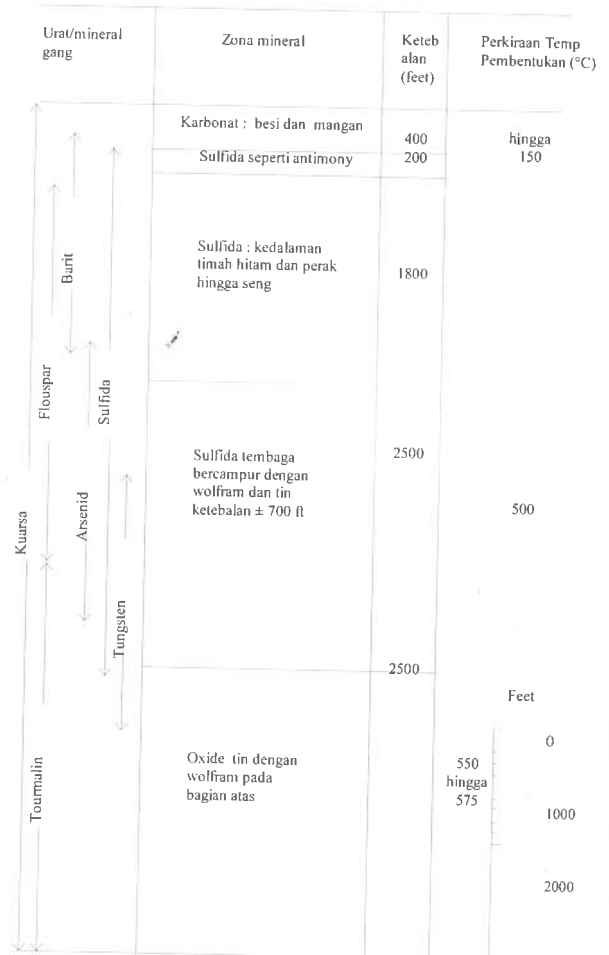 Urat/mineral
gang
Zona mineral
Keteb
alan
(feet)
Perkiraan Temp
Pembentukan (°C)
Karbonat : besi dan mangan
400
hingga
Sulfida seperti antimony
200
150
Sulfida : kedalaman
timah hitam dan perak
hingga seng
1800
Barit
Flouspar
Sulfida
Sulfida tembaga
bercampur dengan
wolfram dan tin
ketebalan ± 700 ft
2500
500
Kuarsa
Arsenid
Tungsten
2500
Feet
Tourmalin
Oxide tin dengan
wolfram pada
bagian atas
550
hingga
575
0
1000
2000